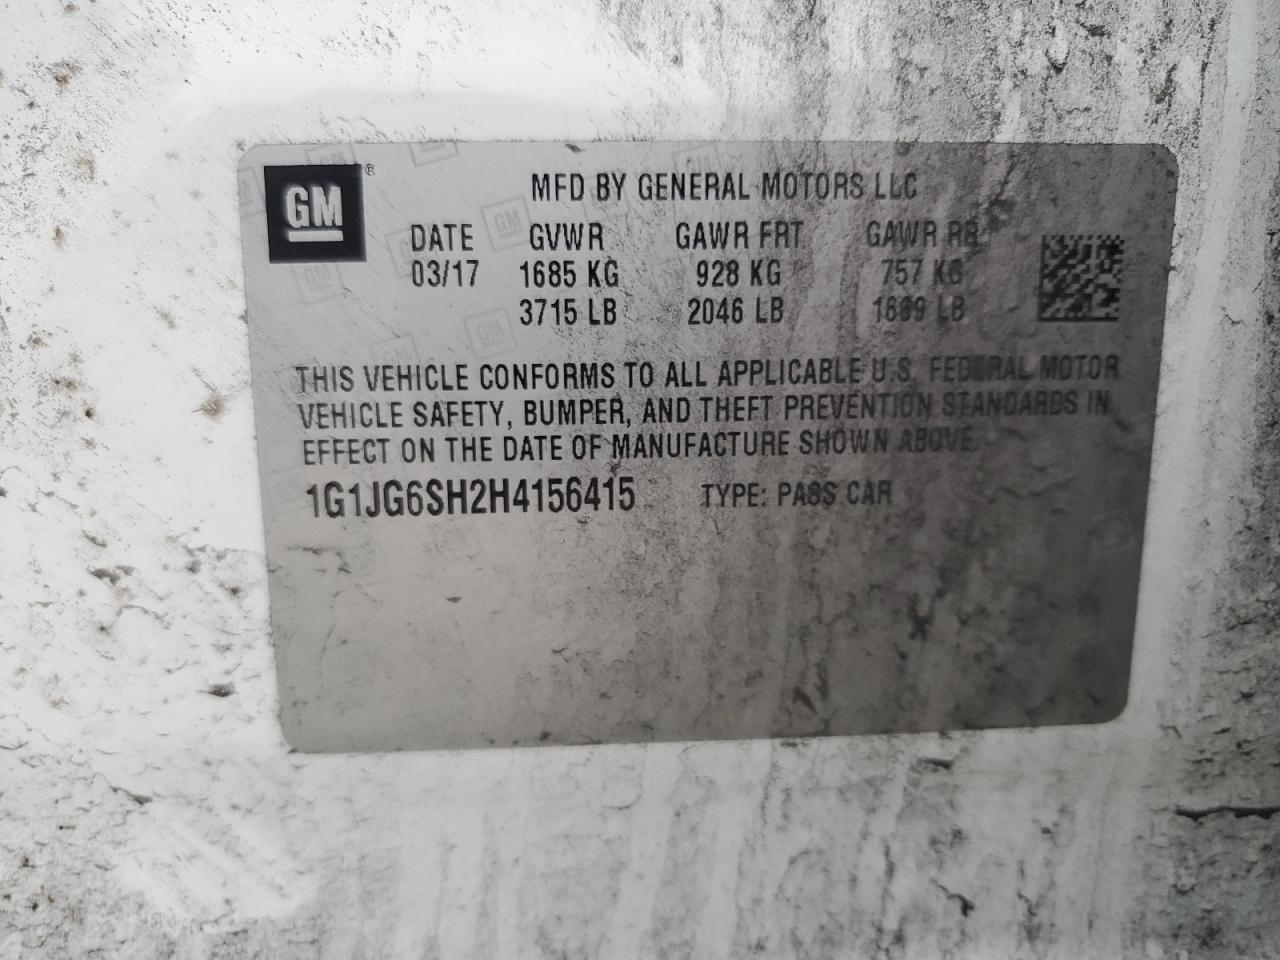 GM ®
MFD BY GENERAL MOTORS LLC
DATE GVWR GAWR FRT GAWR RR
03/17 1685 KG 928 KG 757 KG
3715 LB 2046 LB 1669 LB
THIS VEHICLE CONFORMS TO ALL APPLICABLE U.S. FEDERAL MOTOR
VEHICLE SAFETY, BUMPER, AND THEFT PREVENTION STANDARDS IN
EFFECT ON THE DATE OF MANUFACTURE SHOWN ABOVE.
1G1JG6SH2H4156415 TYPE: PASS CAR